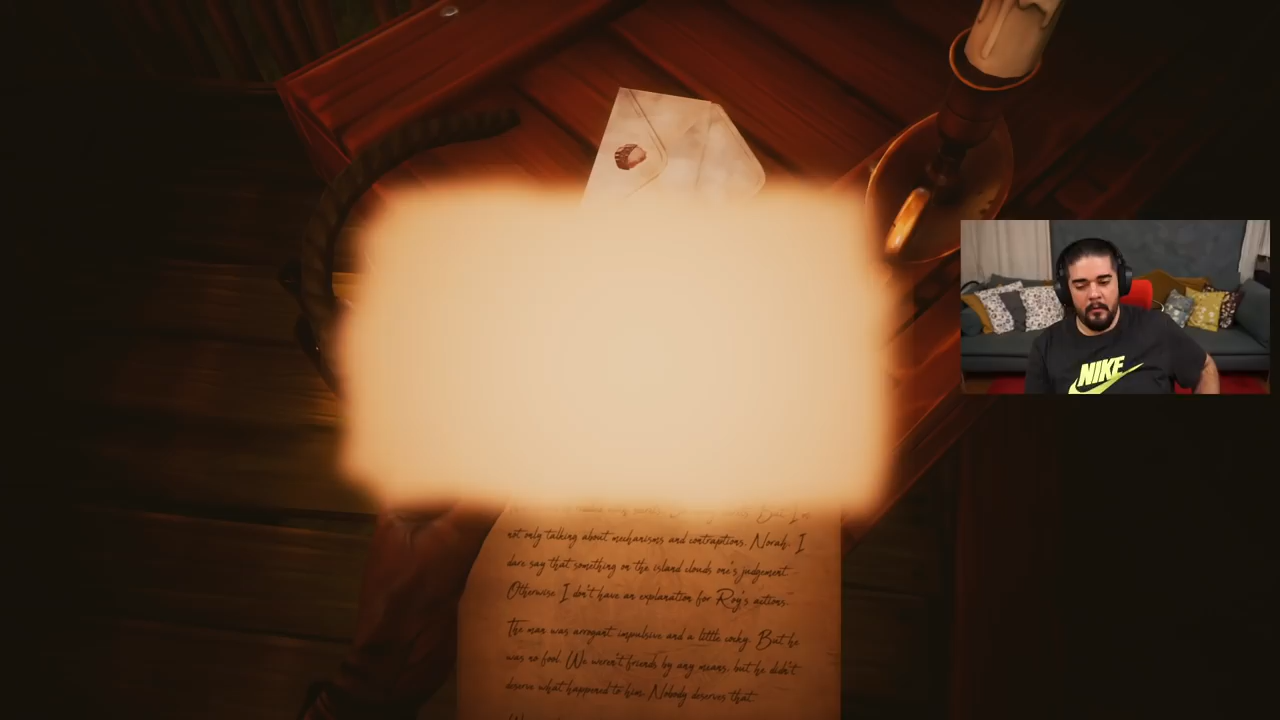 not only talking about mechanisms and contraptions, Norah. I
dare say that something on the island clouds one's judgement.
Otherwise I don't have an explanation for Roy's actions.
The man was arrogant, impulsive and a little cocky. But he
was no fool. We weren't friends by any means, but he didn't
deserve what happened to him. Nobody deserves that.
NIKE